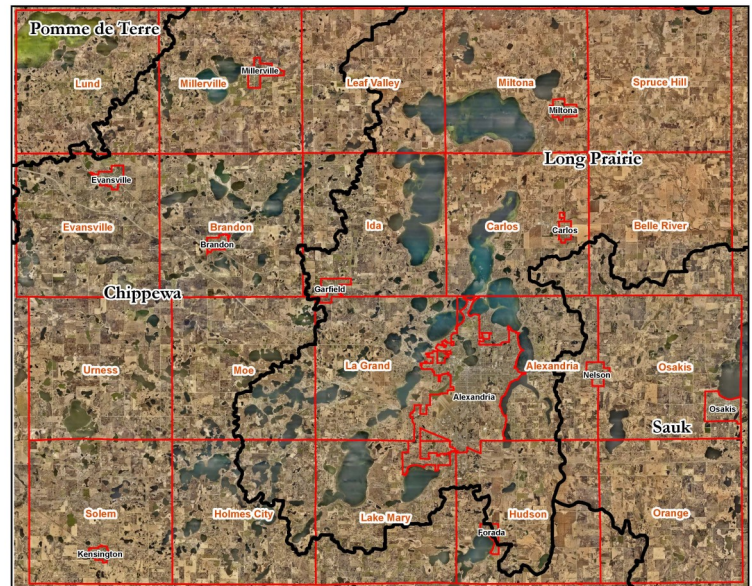 Pomme de Terre
Lund
Millerville
Millerville
Leaf Valley
Miltona
Miltona
Spruce Hill
Long Prairie
Evansville
Evansville
Brandon
Brandon
Ida
Carlos
Carlos
Belle River
Chippewa
Garfield
Urness
Moe
La Grand
Alexandria
Alexandria
Nelson
Osakis
Osakis
Sauk
Solem
Kensington
Holmes City
Lake Mary
Forada
Hudson
Orange